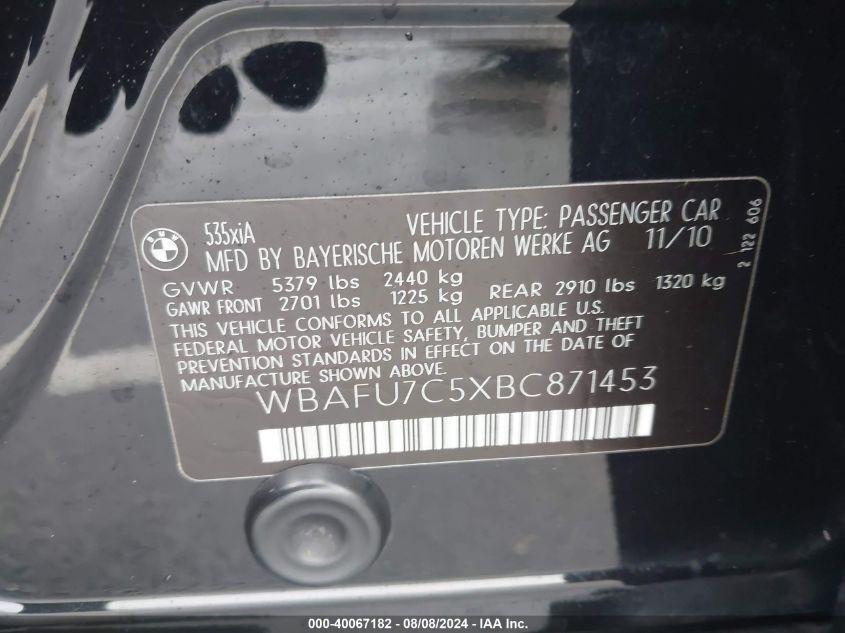 535xiA
VEHICLE TYPE: PASSENGER CAR
MFD BY BAYERISCHE MOTOREN WERKE AG 11/10
GVWR 5379 lbs 2440 kg
GAWR FRONT 2701 lbs 1225 kg REAR 2910 lbs 1320 kg
THIS VEHICLE CONFORMS TO ALL APPLICABLE U.S.
FEDERAL MOTOR VEHICLE SAFETY, BUMPER AND THEFT
PREVENTION STANDARDS IN EFFECT ON THE DATE OF
MANUFACTURE SHOWN ABOVE.
WBAFU7C5XBC871453
2 122 606
BMW
000-40067182 - 08/08/2024 - IAA Inc.